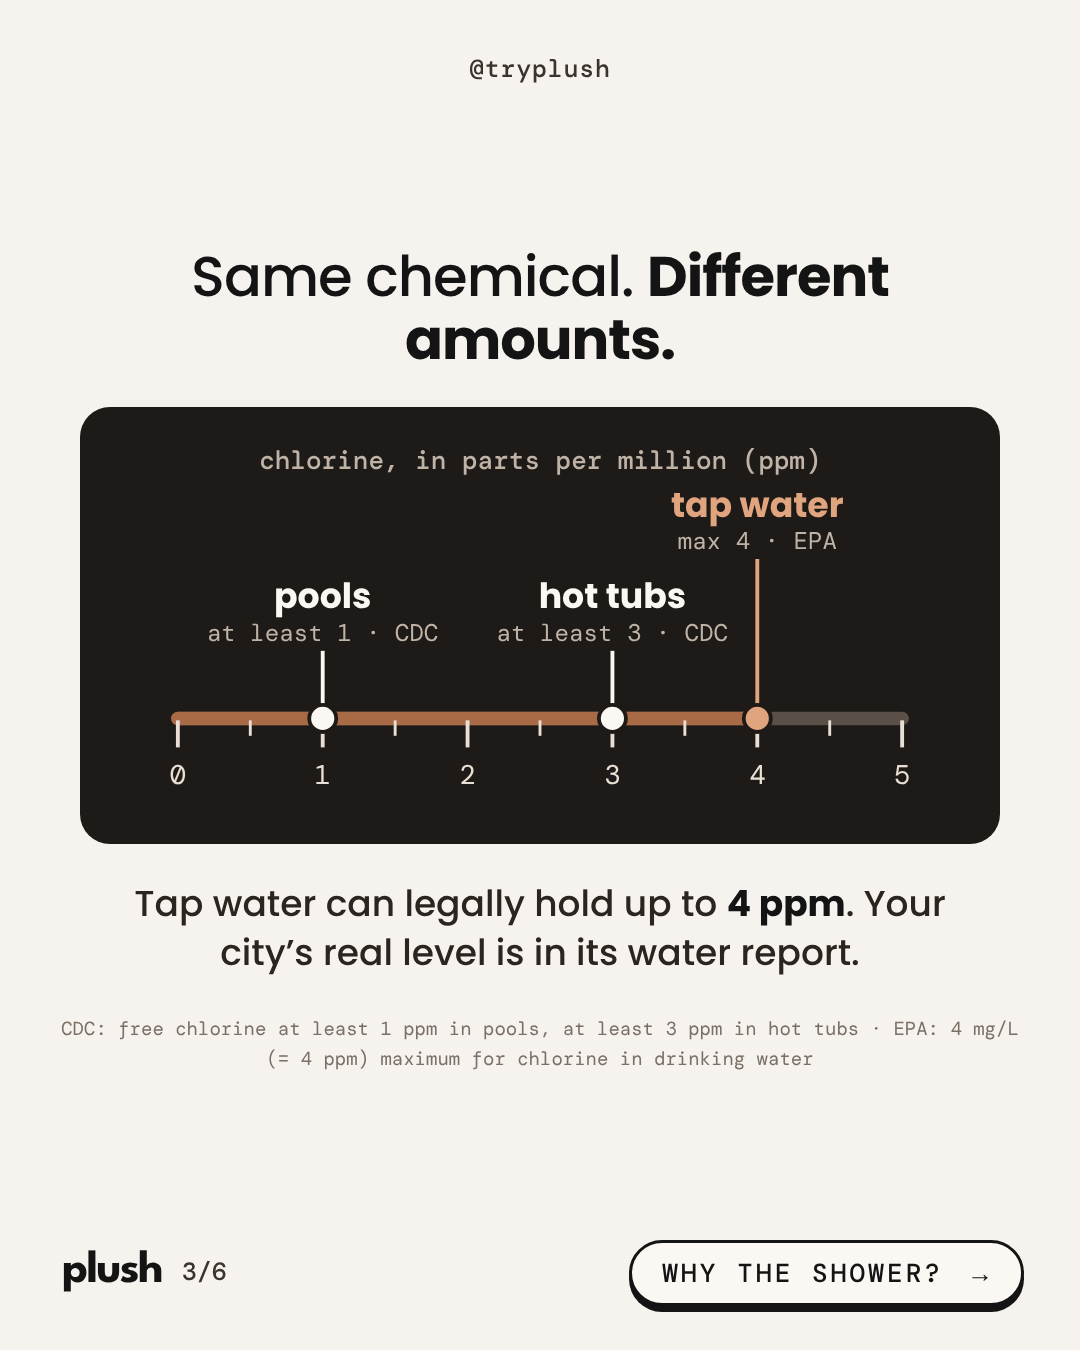 @tryplush
Same chemical. Different
amounts.
chlorine, in parts per million (ppm)
tap water
max 4 · EPA
pools
at least 1 · CDC
hot tubs
at least 3 · CDC
0 1 2 3 4 5
Tap water can legally hold up to 4 ppm. Your
city’s real level is in its water report.
CDC: free chlorine at least 1 ppm in pools, at least 3 ppm in hot tubs · EPA: 4 mg/L
(= 4 ppm) maximum for chlorine in drinking water
plush 3/6
WHY THE SHOWER? →